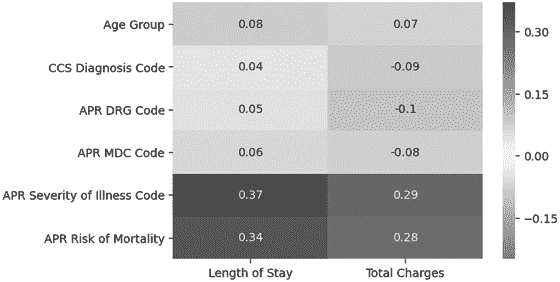 Age Group 0.08 0.07
CCS Diagnosis Code 0.04 -0.09
APR DRG Code 0.05 -0.1
APR MDC Code 0.06 -0.08
APR Severity of Illness Code 0.37 0.29
APR Risk of Mortality 0.34 0.28
Length of Stay Total Charges
0.30
0.15
0.00
-0.15